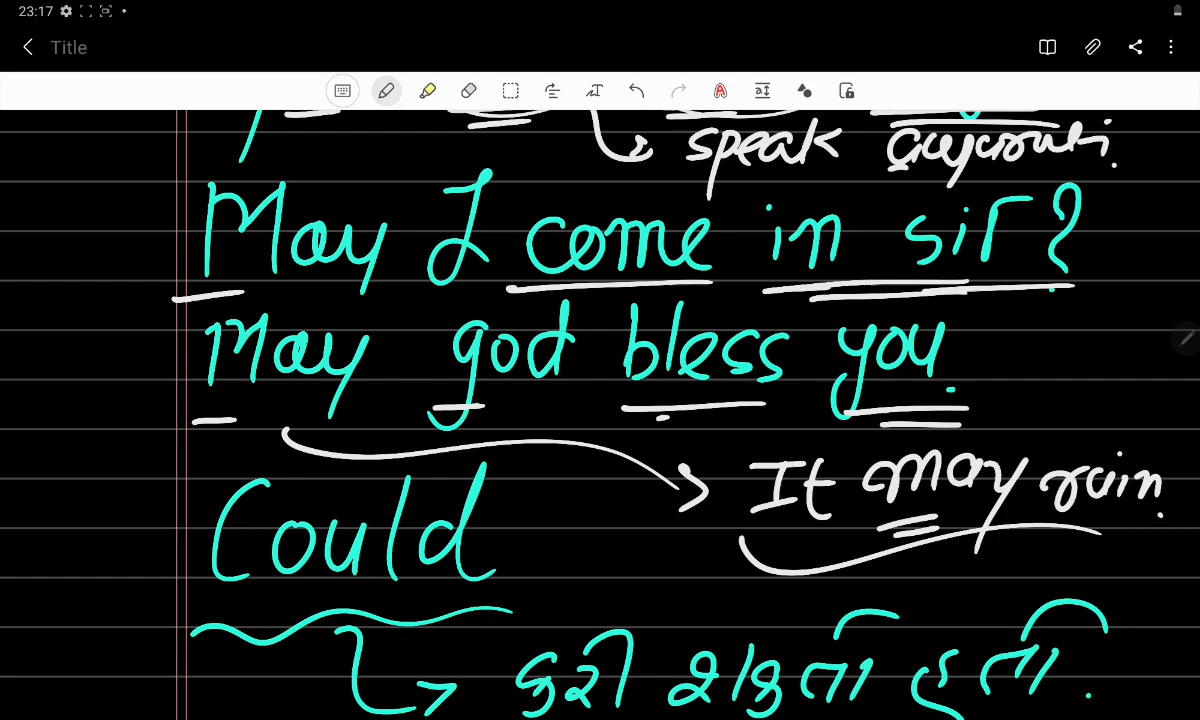 23:17
Title
speak Gujarati.
May I come in sir?
May god bless you.
It may rain.
Could
કરી શકતા હતા.